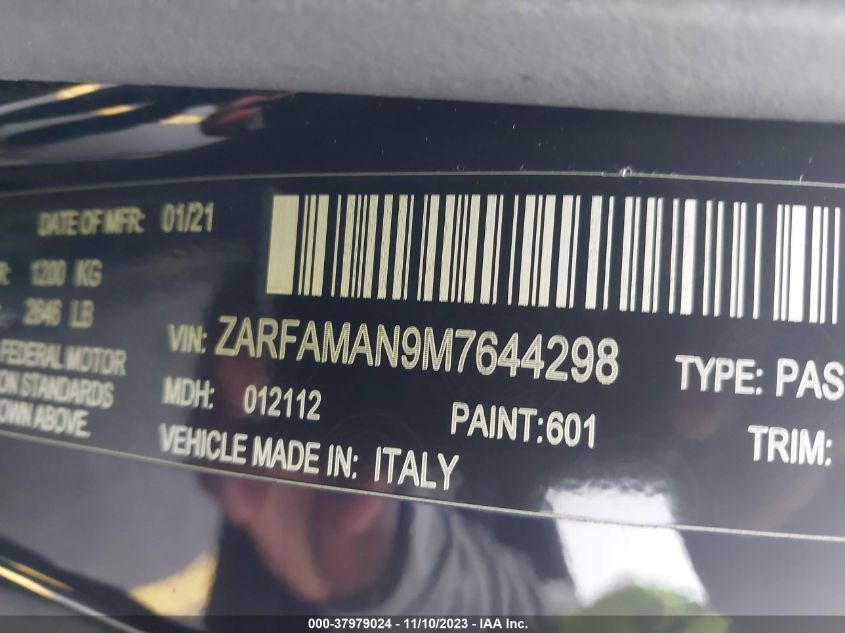 DATE OF MFR: 01/21
R: 1200 KG
2646 LB
VIN: ZARFAMAN9M7644298
FEDERAL MOTOR
ON STANDARDS
OWN ABOVE.
MDH: 012112
PAINT:601
TYPE: PAS
TRIM:
VEHICLE MADE IN: ITALY
000-37979024 - 11/10/2023 - IAA Inc.